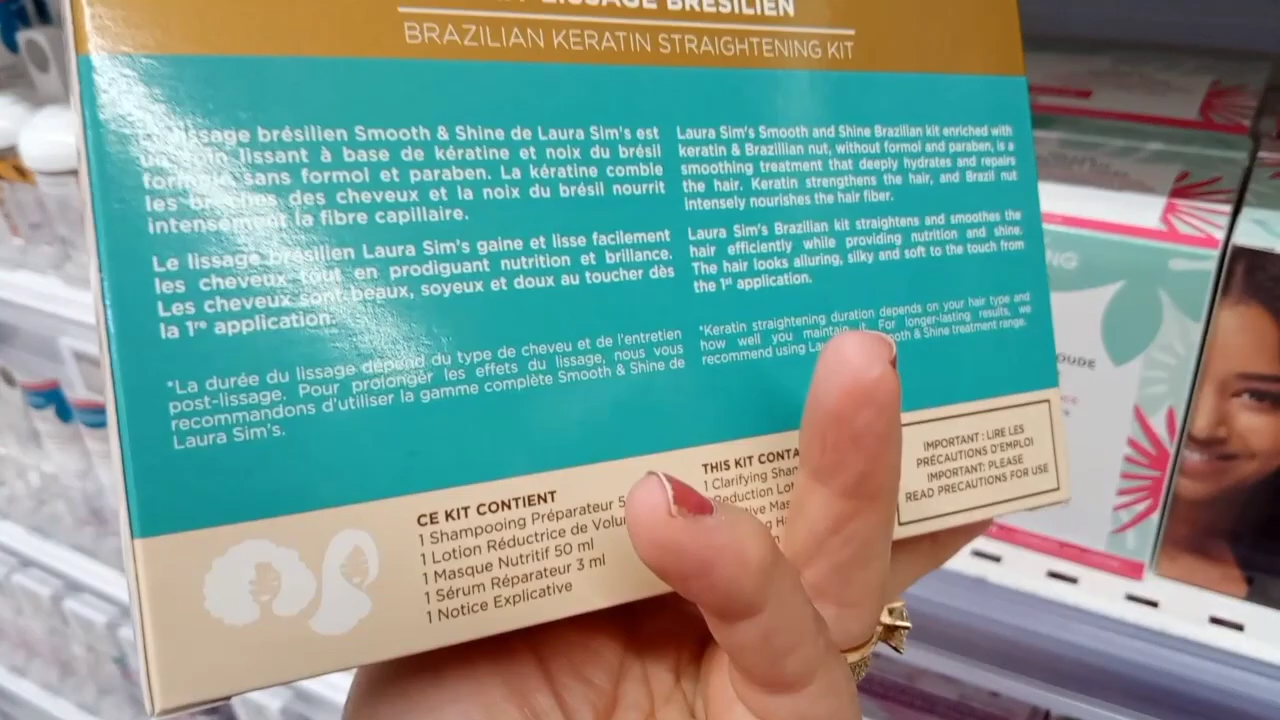 LISSAGE BRÉSILIEN
BRAZILIAN KERATIN STRAIGHTENING KIT
lissage brésilien Smooth & Shine de Laura Sim's est
un soin lissant à base de kératine et noix du brésil
sans formol et paraben. La kératine comble
les des cheveux et la noix du brésil nourrit
intensément la fibre capillaire.
Le lissage brésilien Laura Sim's gaine et lisse facilement
les cheveux tout en prodiguant nutrition et brillance.
Les cheveux sont beaux, soyeux et doux au toucher dès
la 1re application.
*La durée du lissage dépend du type de cheveu et de l'entretien
post-lissage. Pour prolonger les effets du lissage, nous vous
recommandons d'utiliser la gamme complète Smooth & Shine de
Laura Sim's.
Laura Sim's Smooth and Shine Brazilian kit enriched with
keratin & Brazillian nut, without formol and paraben, is a
smoothing treatment that deeply hydrates and repairs
the hair. Keratin strengthens the hair, and Brazil nut
intensely nourishes the hair fiber.
Laura Sim's Brazilian kit straightens and smoothes the
hair efficiently while providing nutrition and shine.
The hair looks alluring, silky and soft to the touch from
the 1st application.
*Keratin straightening duration depends on your hair type and
how well you maintain it. For longer-lasting results, we
recommend using & Shine treatment range.
CE KIT CONTIENT
1 Shampooing Préparateur
1 Lotion Réductrice de
1 Masque Nutritif 50 ml
1 Sérum Réparateur 3 ml
1 Notice Explicative
THIS KIT
1 Clarifying
Reduction
IMPORTANT : LIRE LES
PRÉCAUTIONS D'EMPLOI
IMPORTANT: PLEASE
READ PRECAUTIONS FOR USE